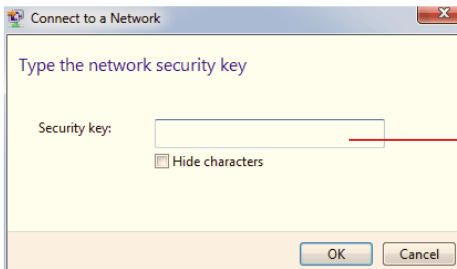 Connect to a Network
Type the network security key
Security key:
Hide characters
OK Cancel